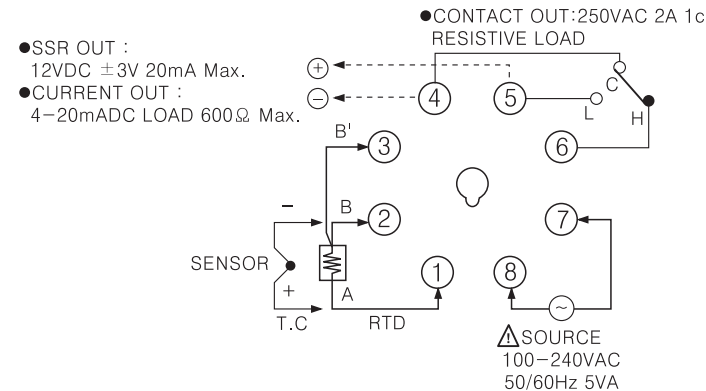 ●CONTACT OUT:250VAC 2A 1c
RESISTIVE LOAD
●SSR OUT :
12VDC ±3V 20mA Max.
●CURRENT OUT :
4-20mADC LOAD 600Ω Max.
+
-
4
5
C
L
H
B'
3
6
-
B
2
7
SENSOR
1
8
+
A
T.C
RTD
~
⚠SOURCE
100-240VAC
50/60Hz 5VA